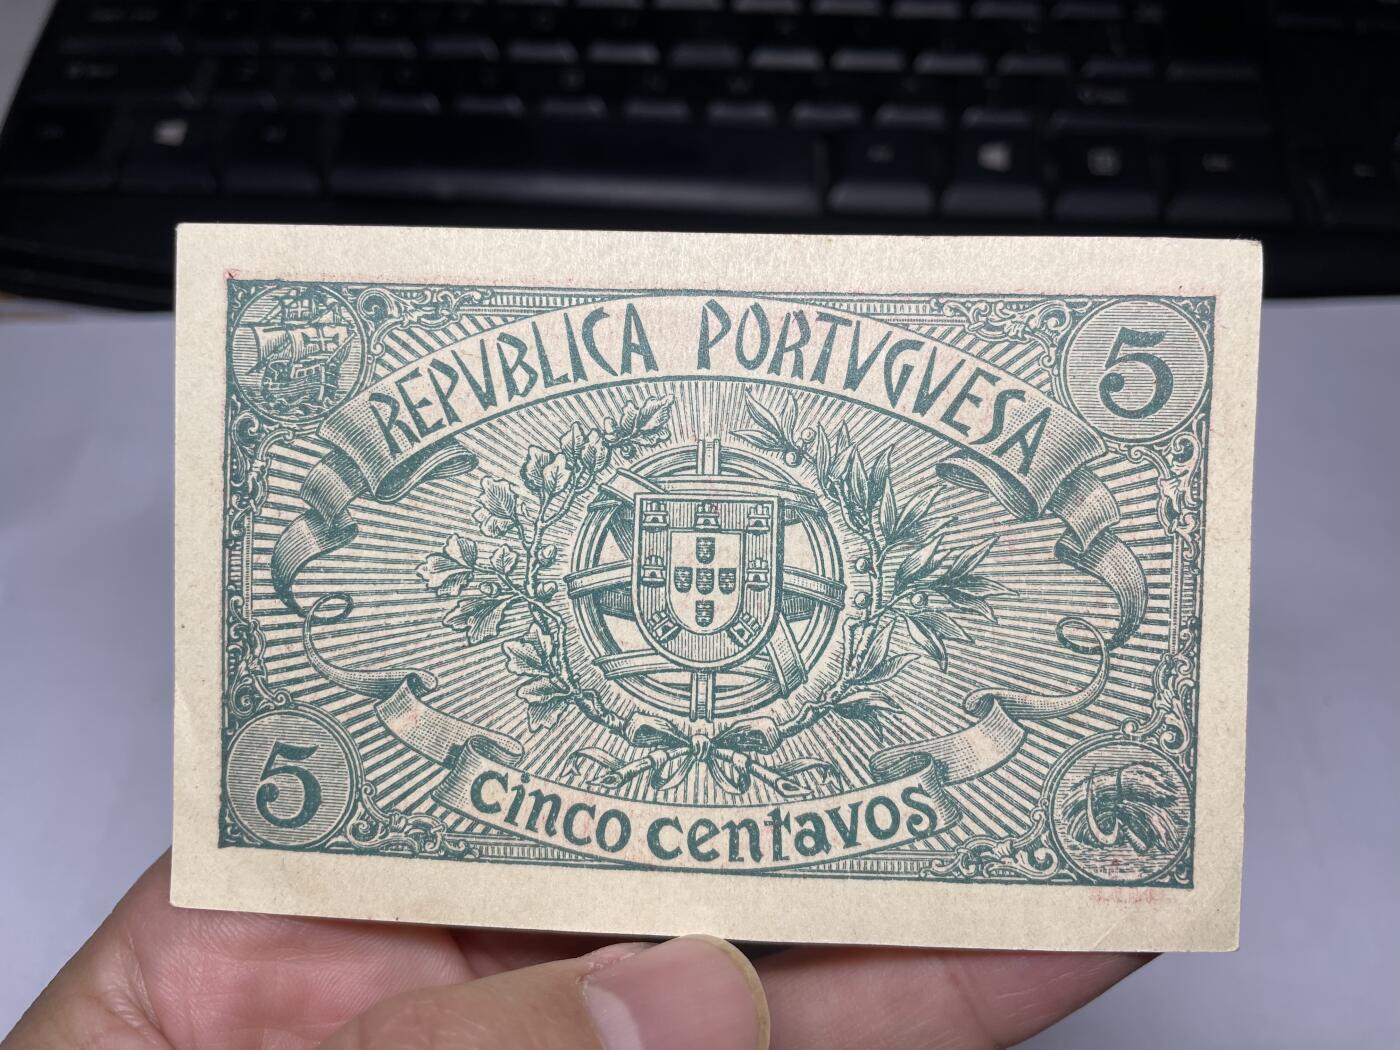 REPVBLICA PORTVGVESA
5
5
cinco centavos